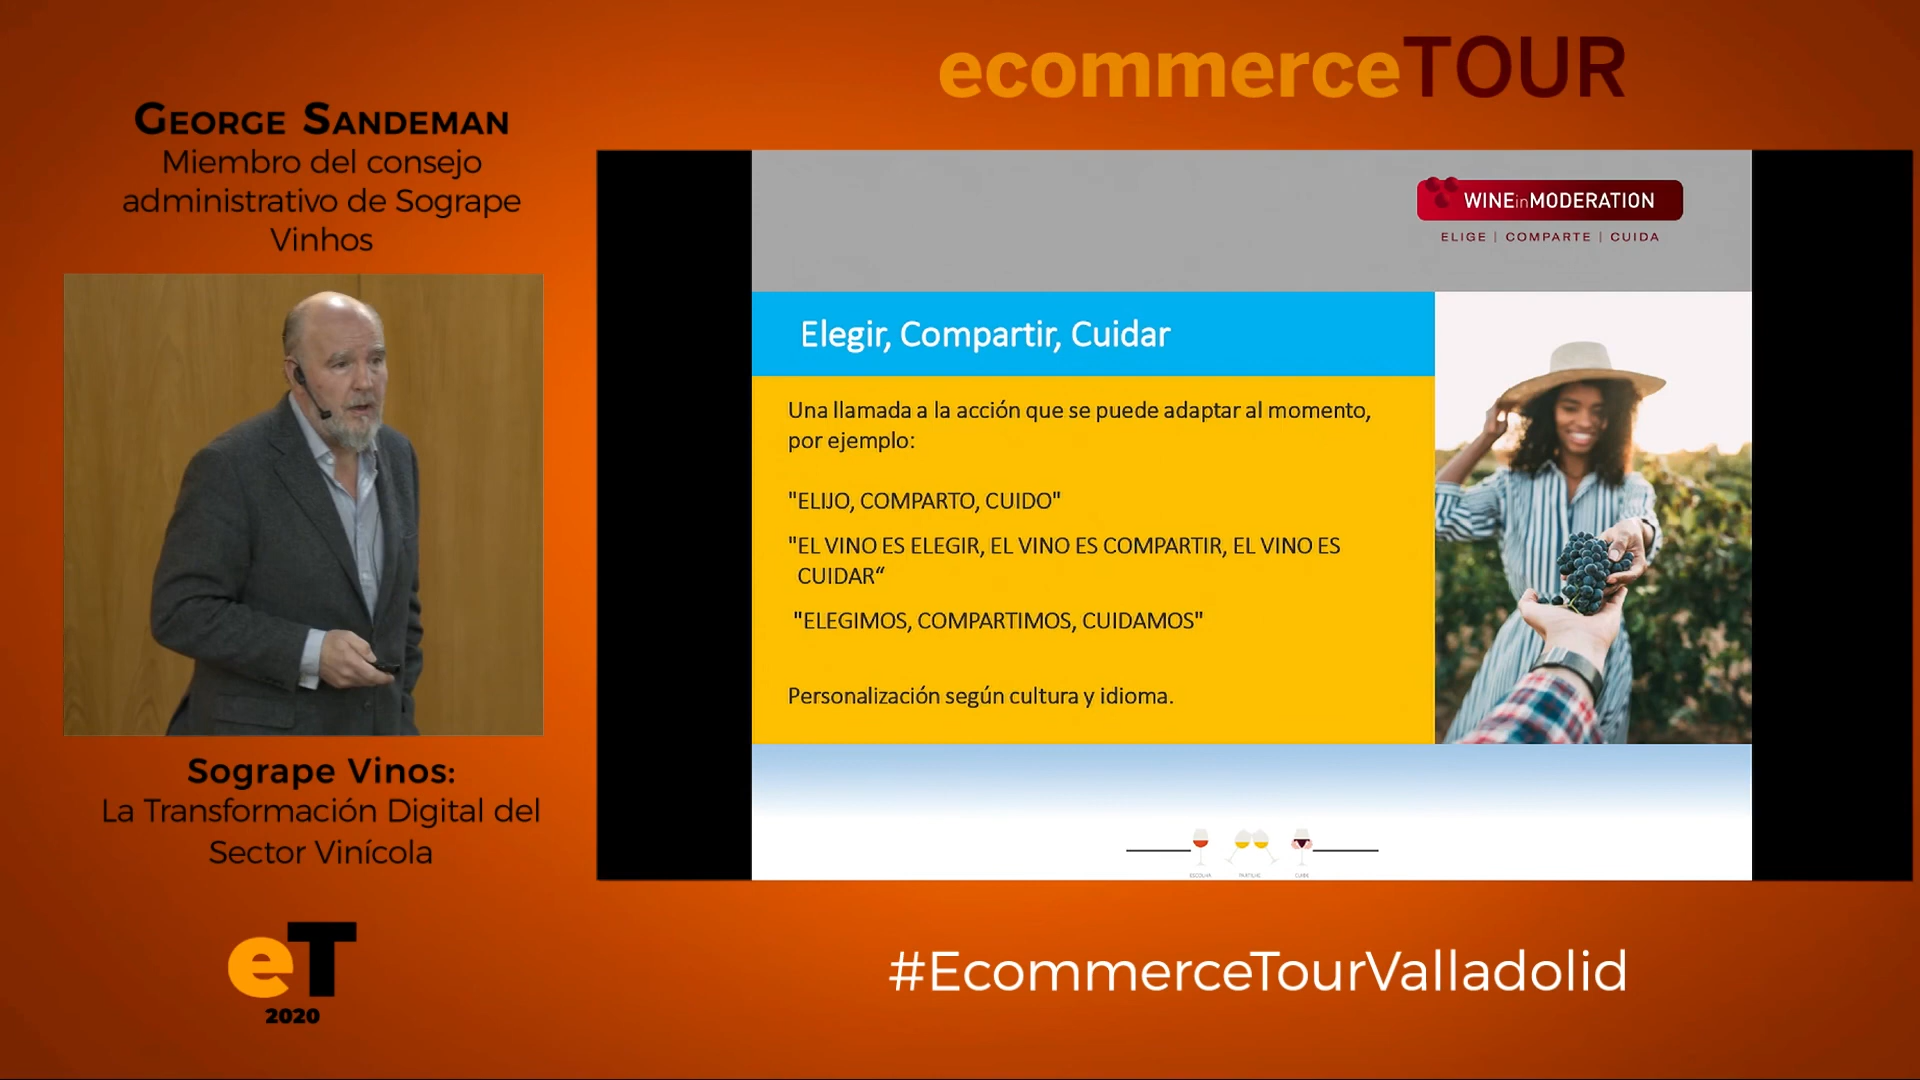 ecommerceTOUR
GEORGE SANDEMAN
Miembro del consejo
administrativo de Sogrape
Vinhos
WINEinMODERATION
ELIGE | COMPARTE | CUIDA
Elegir, Compartir, Cuidar
Una llamada a la acción que se puede adaptar al momento,
por ejemplo:
"ELIJO, COMPARTO, CUIDO"
"EL VINO ES ELEGIR, EL VINO ES COMPARTIR, EL VINO ES
CUIDAR“
"ELEGIMOS, COMPARTIMOS, CUIDAMOS"
Personalización según cultura y idioma.
ESCOLHA PARTILHE CUIDE
Sogrape Vinos:
La Transformación Digital del
Sector Vinícola
eT
2020
#EcommerceTourValladolid